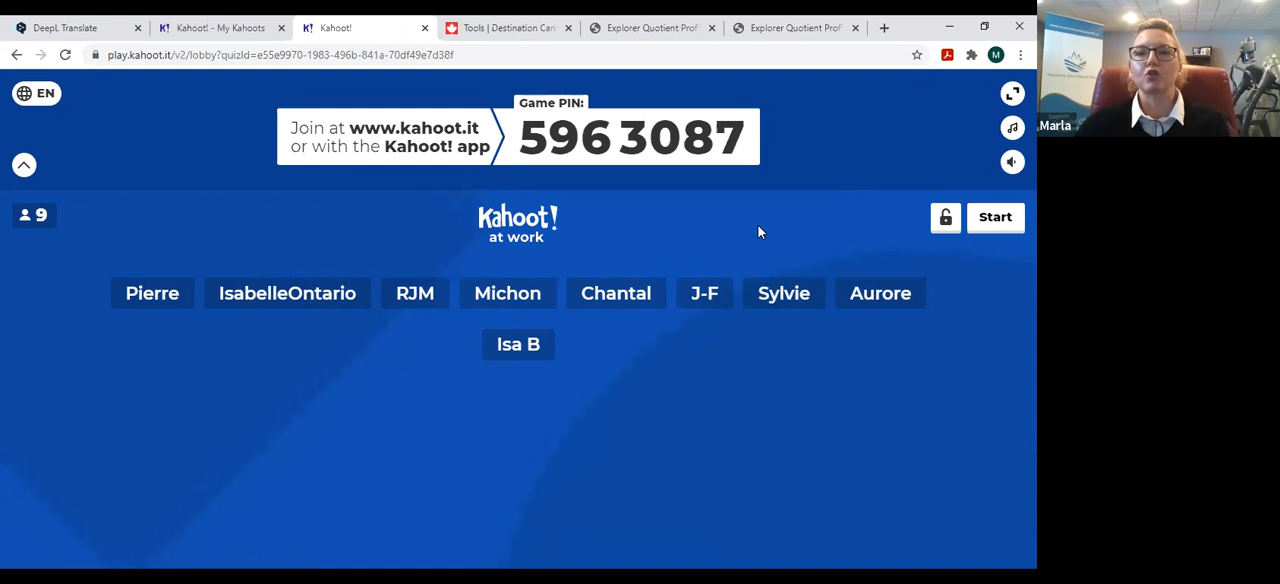 DeepL Translate
Kahoot! - My Kahoots
Kahoot!
Tools | Destination Can
Explorer Quotient Prof
Explorer Quotient Prof
play.kahoot.it/v2/lobby?quizId=e55e9970-1983-496b-841a-70df49e7d38f
M
EN
Join at www.kahoot.it
or with the Kahoot! app
Game PIN:
596 3087
9
Kahoot!
at work
Start
Pierre IsabelleOntario RJM Michon Chantal J-F Sylvie Aurore
Isa B
Marla